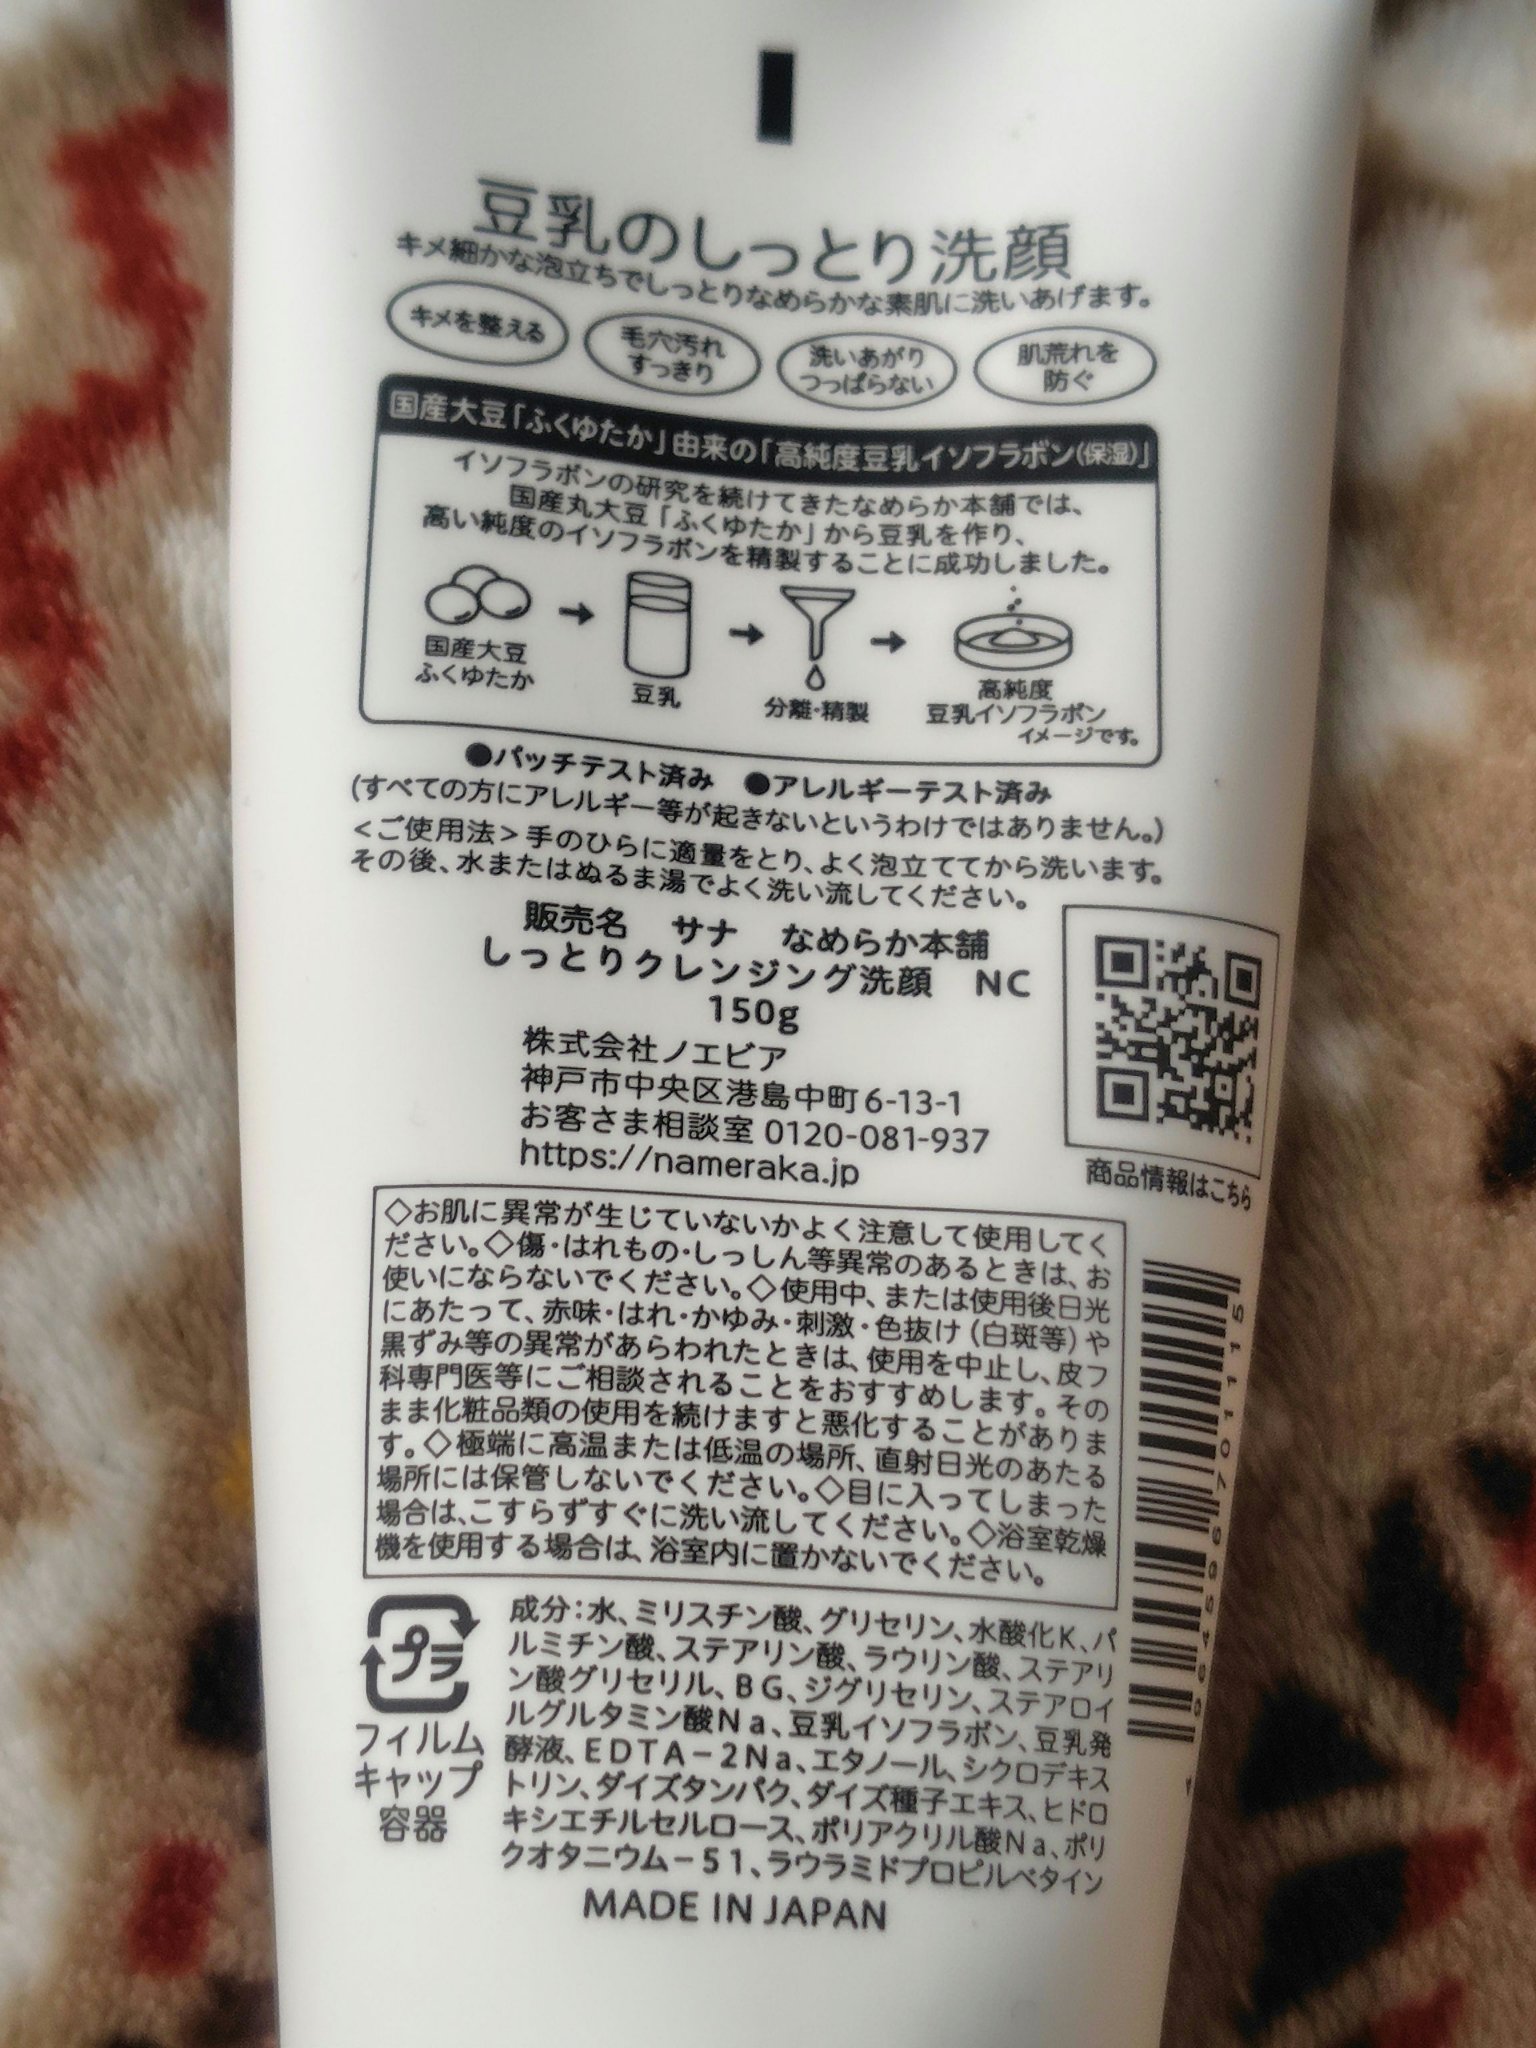 豆乳のしっとり洗顔
キメ細かな泡立ちでしっとりなめらかな素肌に洗いあげます。
キメを整える
毛穴汚れ
すっきり
洗いあがり
つっぱらない
肌荒れを
防ぐ
国産大豆「ふくゆたか」由来の「高純度豆乳イソフラボン(保湿)」
イソフラボンの研究を続けてきたなめらか本舗では、
国産丸大豆「ふくゆたか」から豆乳を作り、
高い純度のイソフラボンを精製することに成功しました。
国産大豆
ふくゆたか
豆乳
分離・精製
高純度
豆乳イソフラボン
イメージです。
●パッチテスト済み ●アレルギーテスト済み
(すべての方にアレルギー等が起きないというわけではありません。)
<ご使用法>手のひらに適量をとり、よく泡立ててから洗います。
その後、水またはぬるま湯でよく洗い流してください。
販売名 サナ なめらか本舗
しっとりクレンジング洗顔 NC
150g
株式会社ノエビア
神戸市中央区港島中町6-13-1
お客さま相談室 0120-081-937
https://nameraka.jp
商品情報はこちら
◇お肌に異常が生じていないかよく注意して使用してく
ださい。◇傷・はれもの・しっしん等異常のあるときは、お
使いにならないでください。◇使用中、または使用後日光
にあたって、赤味・はれ・かゆみ・刺激・色抜け(白斑等)や
黒ずみ等の異常があらわれたときは、使用を中止し、皮フ
科専門医等にご相談されることをおすすめします。その
まま化粧品類の使用を続けますと悪化することがありま
す。◇極端に高温または低温の場所、直射日光のあたる
場所には保管しないでください。◇目に入ってしまった
場合は、こすらずすぐに洗い流してください。◇浴室乾燥
機を使用する場合は、浴室内に置かないでください。
4 964596 701115
プラ
フィルム
キャップ
容器
成分:水、ミリスチン酸、グリセリン、水酸化K、パ
ルミチン酸、ステアリン酸、ラウリン酸、ステアリ
ン酸グリセリル、BG、ジグリセリン、ステアロイ
ルグルタミン酸Na、豆乳イソフラボン、豆乳発
酵液、EDTA-2Na、エタノール、シクロデキス
トリン、ダイズタンパク、ダイズ種子エキス、ヒドロ
キシエチルセルロース、ポリアクリル酸Na、ポリ
クオタニウム-51、ラウラミドプロピルベタイン
MADE IN JAPAN